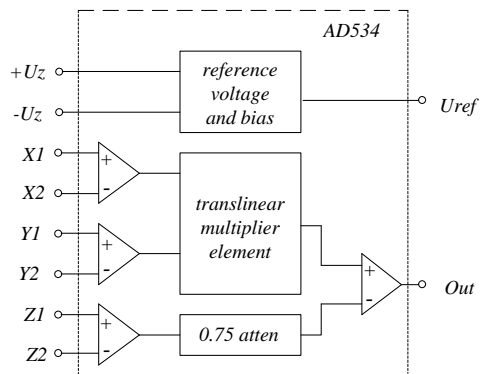 AD534
+Uz
-Uz
reference
voltage
and bias
Uref
X1
X2
+
-
translinear
multiplier
element
Y1
Y2
+
-
+
-
Out
Z1
Z2
+
-
0.75 atten